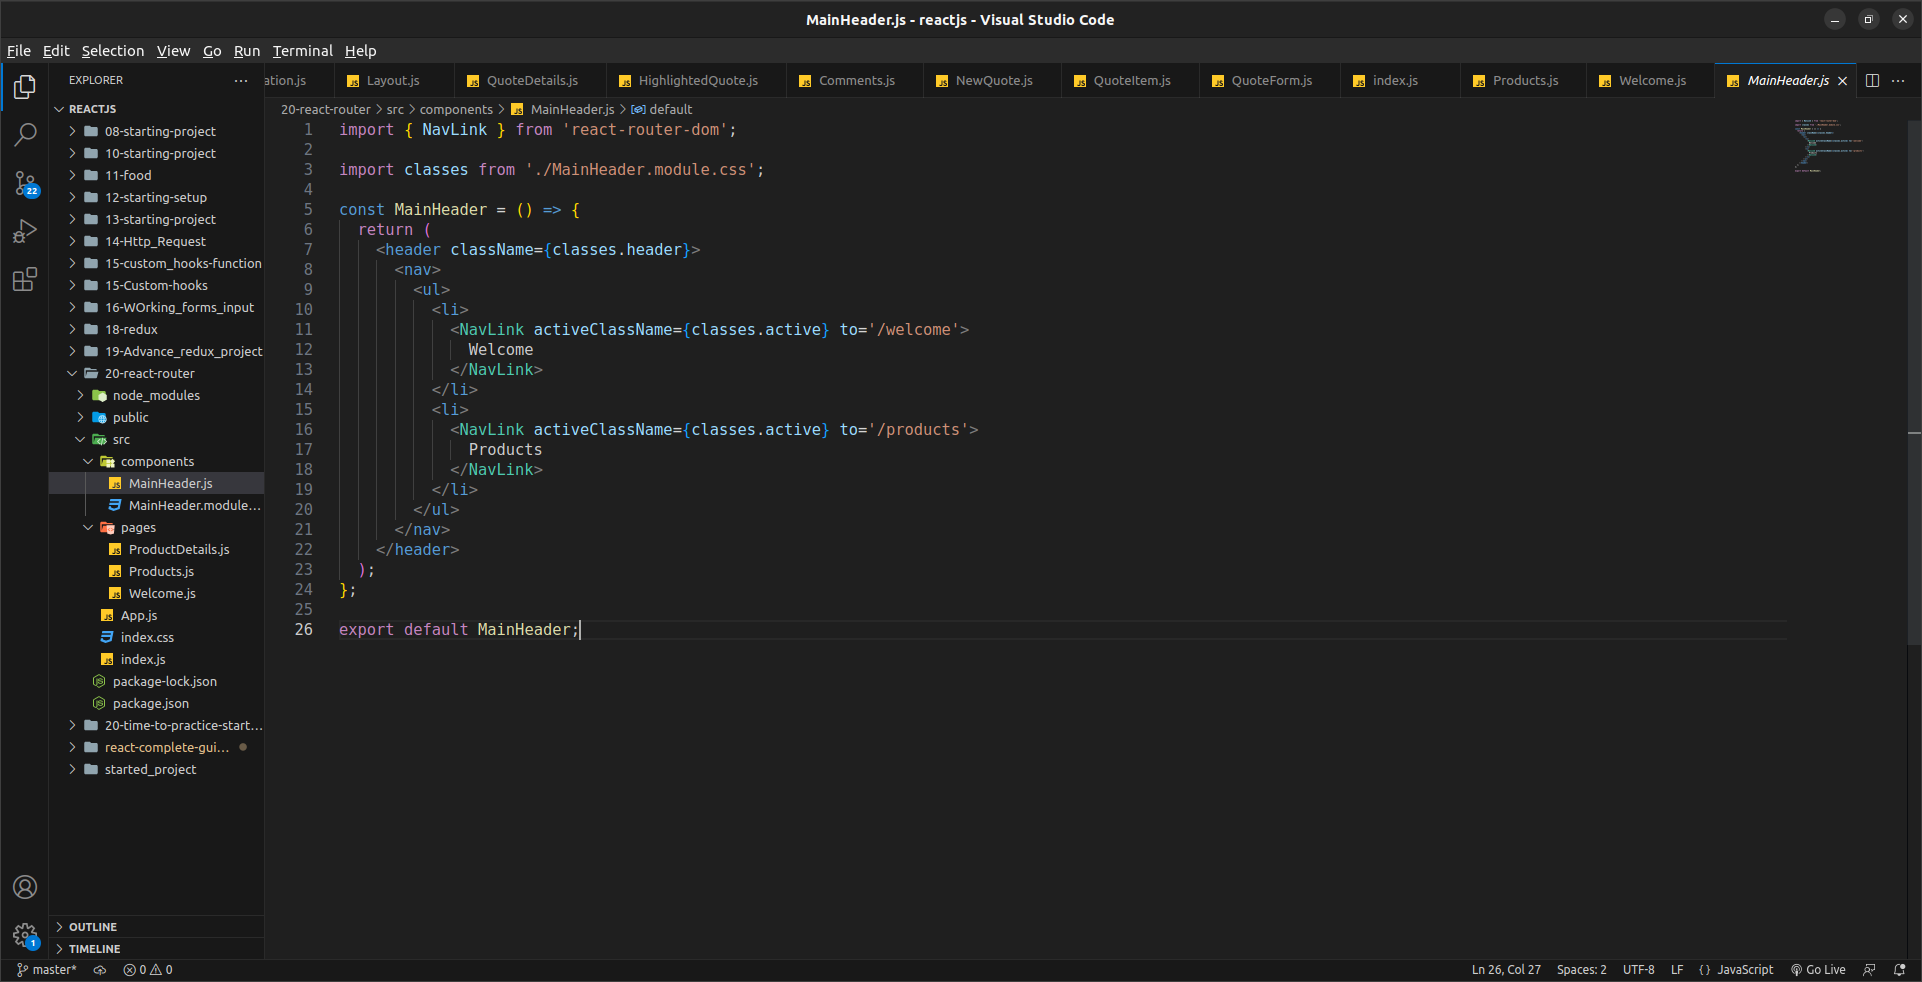 MainHeader.js - reactjs - Visual Studio Code
File Edit Selection View Go Run Terminal Help
EXPLORER
ation.js Layout.js QuoteDetails.js HighlightedQuote.js Comments.js NewQuote.js QuoteItem.js QuoteForm.js index.js Products.js Welcome.js MainHeader.js
20-react-router > src > components > MainHeader.js > default
REACTJS
08-starting-project
10-starting-project
11-food
12-starting-setup
13-starting-project
14-Http_Request
15-custom_hooks-function
15-Custom-hooks
16-WOrking_forms_input
18-redux
19-Advance_redux_project
20-react-router
node_modules
public
src
components
MainHeader.js
MainHeader.module...
pages
ProductDetails.js
Products.js
Welcome.js
App.js
index.css
index.js
package-lock.json
package.json
20-time-to-practice-start...
react-complete-gui...
started_project
OUTLINE
TIMELINE
22
1
1 import { NavLink } from 'react-router-dom';
2
3 import classes from './MainHeader.module.css';
4
5 const MainHeader = () => {
6 return (
7 <header className={classes.header}>
8 <nav>
9 <ul>
10 <li>
11 <NavLink activeClassName={classes.active} to='/welcome'>
12 Welcome
13 </NavLink>
14 </li>
15 <li>
16 <NavLink activeClassName={classes.active} to='/products'>
17 Products
18 </NavLink>
19 </li>
20 </ul>
21 </nav>
22 </header>
23 );
24 };
25
26 export default MainHeader;
master* 0 0 Ln 26, Col 27 Spaces: 2 UTF-8 LF {} JavaScript Go Live